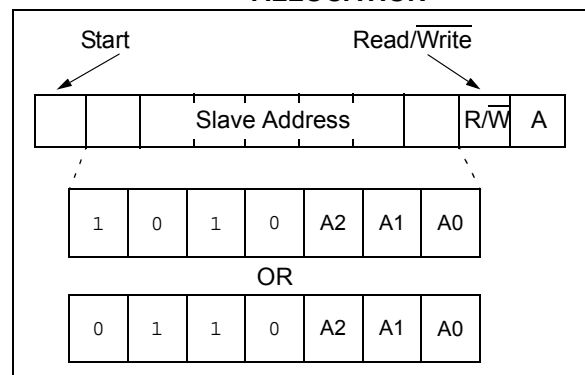 Start Read/Write
Slave Address R/W A
1 0 1 0 A2 A1 A0
OR
0 1 1 0 A2 A1 A0